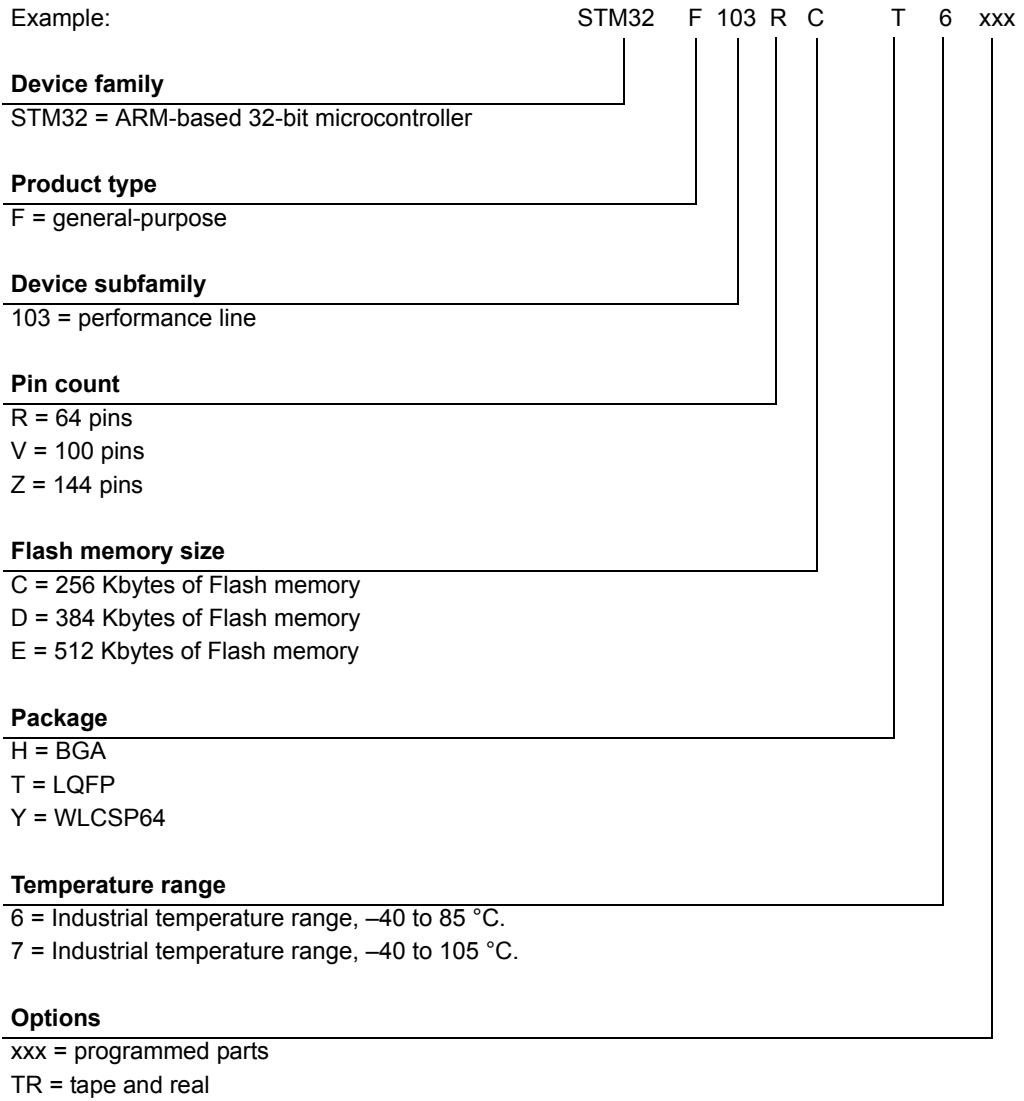 Example: STM32 F 103 R C T 6 xxx
Device family
STM32 = ARM-based 32-bit microcontroller
Product type
F = general-purpose
Device subfamily
103 = performance line
Pin count
R = 64 pins
V = 100 pins
Z = 144 pins
Flash memory size
C = 256 Kbytes of Flash memory
D = 384 Kbytes of Flash memory
E = 512 Kbytes of Flash memory
Package
H = BGA
T = LQFP
Y = WLCSP64
Temperature range
6 = Industrial temperature range, –40 to 85 °C.
7 = Industrial temperature range, –40 to 105 °C.
Options
xxx = programmed parts
TR = tape and real